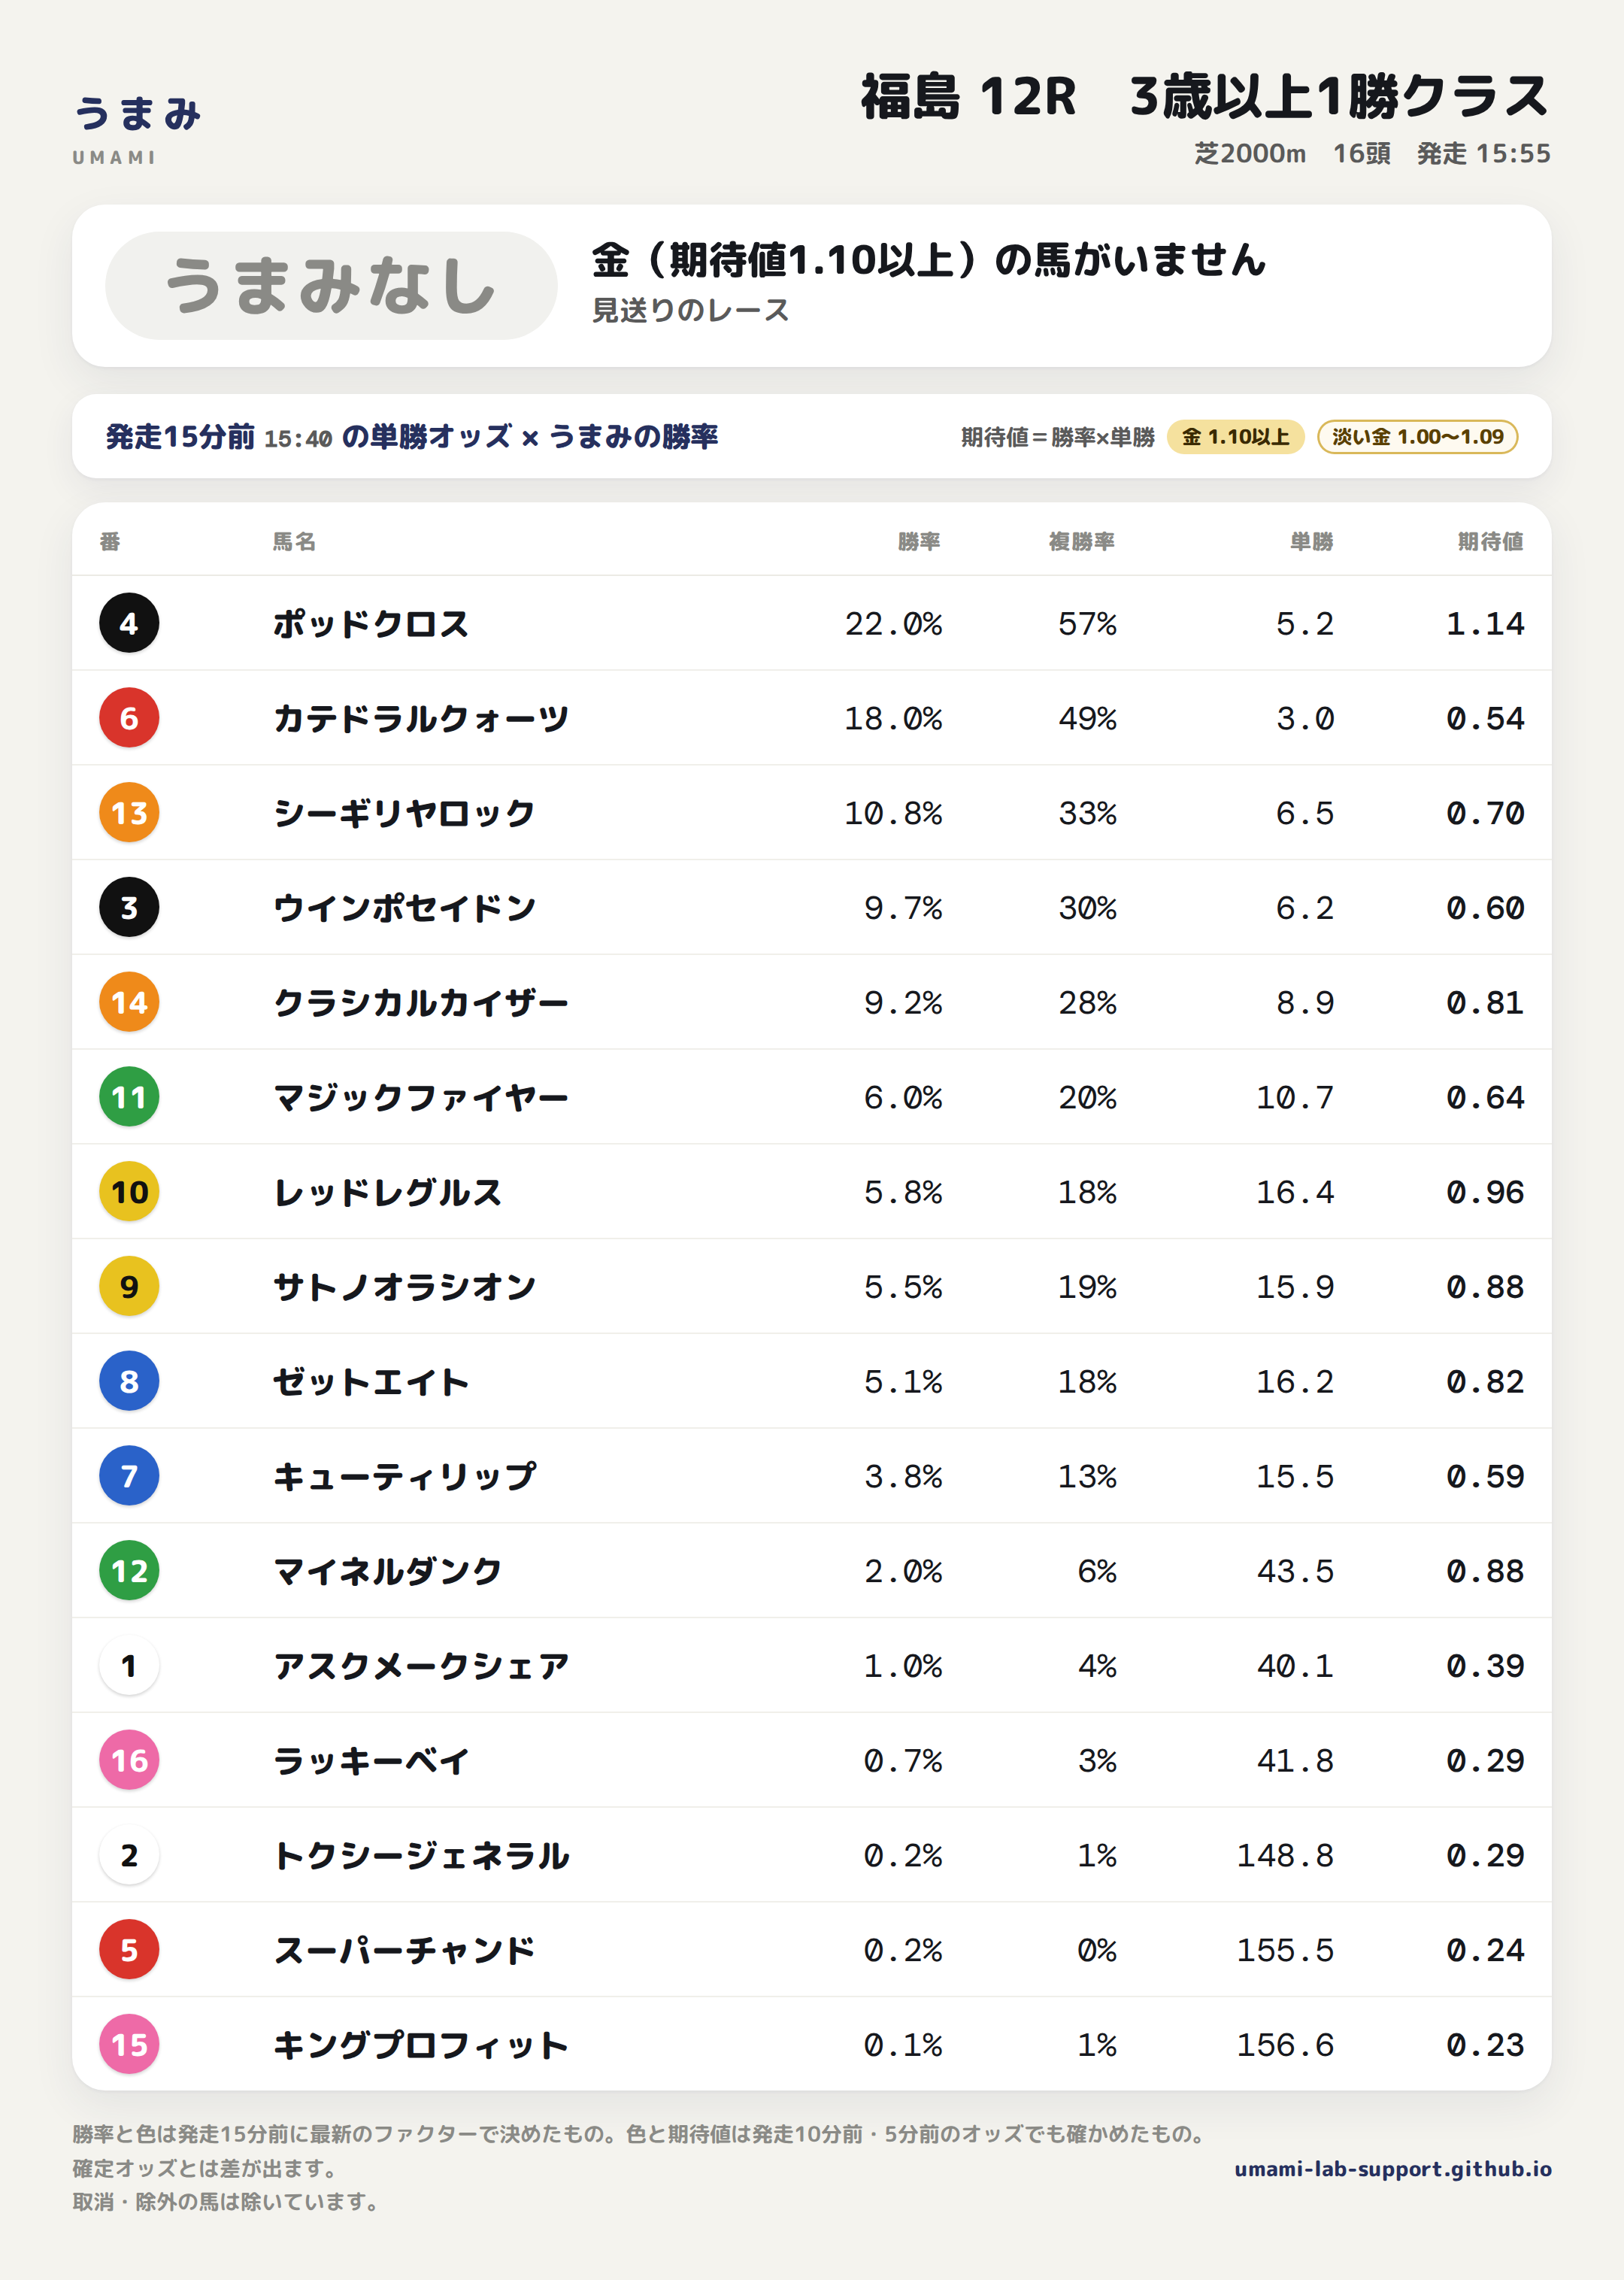 うまみ
UMAMI
福島 12R　3歳以上1勝クラス
芝2000m　16頭　発走 15:55
うまみなし
金（期待値1.10以上）の馬がいません
見送りのレース
発走15分前 15:40 の単勝オッズ × うまみの勝率
期待値＝勝率×単勝 金 1.10以上 淡い金 1.00〜1.09
番 馬名 勝率 複勝率 単勝 期待値
4 ポッドクロス 22.0% 57% 5.2 1.14
6 カテドラルクォーツ 18.0% 49% 3.0 0.54
13 シーギリヤロック 10.8% 33% 6.5 0.70
3 ウインポセイドン 9.7% 30% 6.2 0.60
14 クラシカルカイザー 9.2% 28% 8.9 0.81
11 マジックファイヤー 6.0% 20% 10.7 0.64
10 レッドレグルス 5.8% 18% 16.4 0.96
9 サトノオラシオン 5.5% 19% 15.9 0.88
8 ゼットエイト 5.1% 18% 16.2 0.82
7 キューティリップ 3.8% 13% 15.5 0.59
12 マイネルダンク 2.0% 6% 43.5 0.88
1 アスクメークシェア 1.0% 4% 40.1 0.39
16 ラッキーベイ 0.7% 3% 41.8 0.29
2 トクシージェネラル 0.2% 1% 148.8 0.29
5 スーパーチャンド 0.2% 0% 155.5 0.24
15 キングプロフィット 0.1% 1% 156.6 0.23
勝率と色は発走15分前に最新のファクターで決めたもの。色と期待値は発走10分前・5分前のオッズでも確かめたもの。
確定オッズとは差が出ます。
取消・除外の馬は除いています。
umami-lab-support.github.io